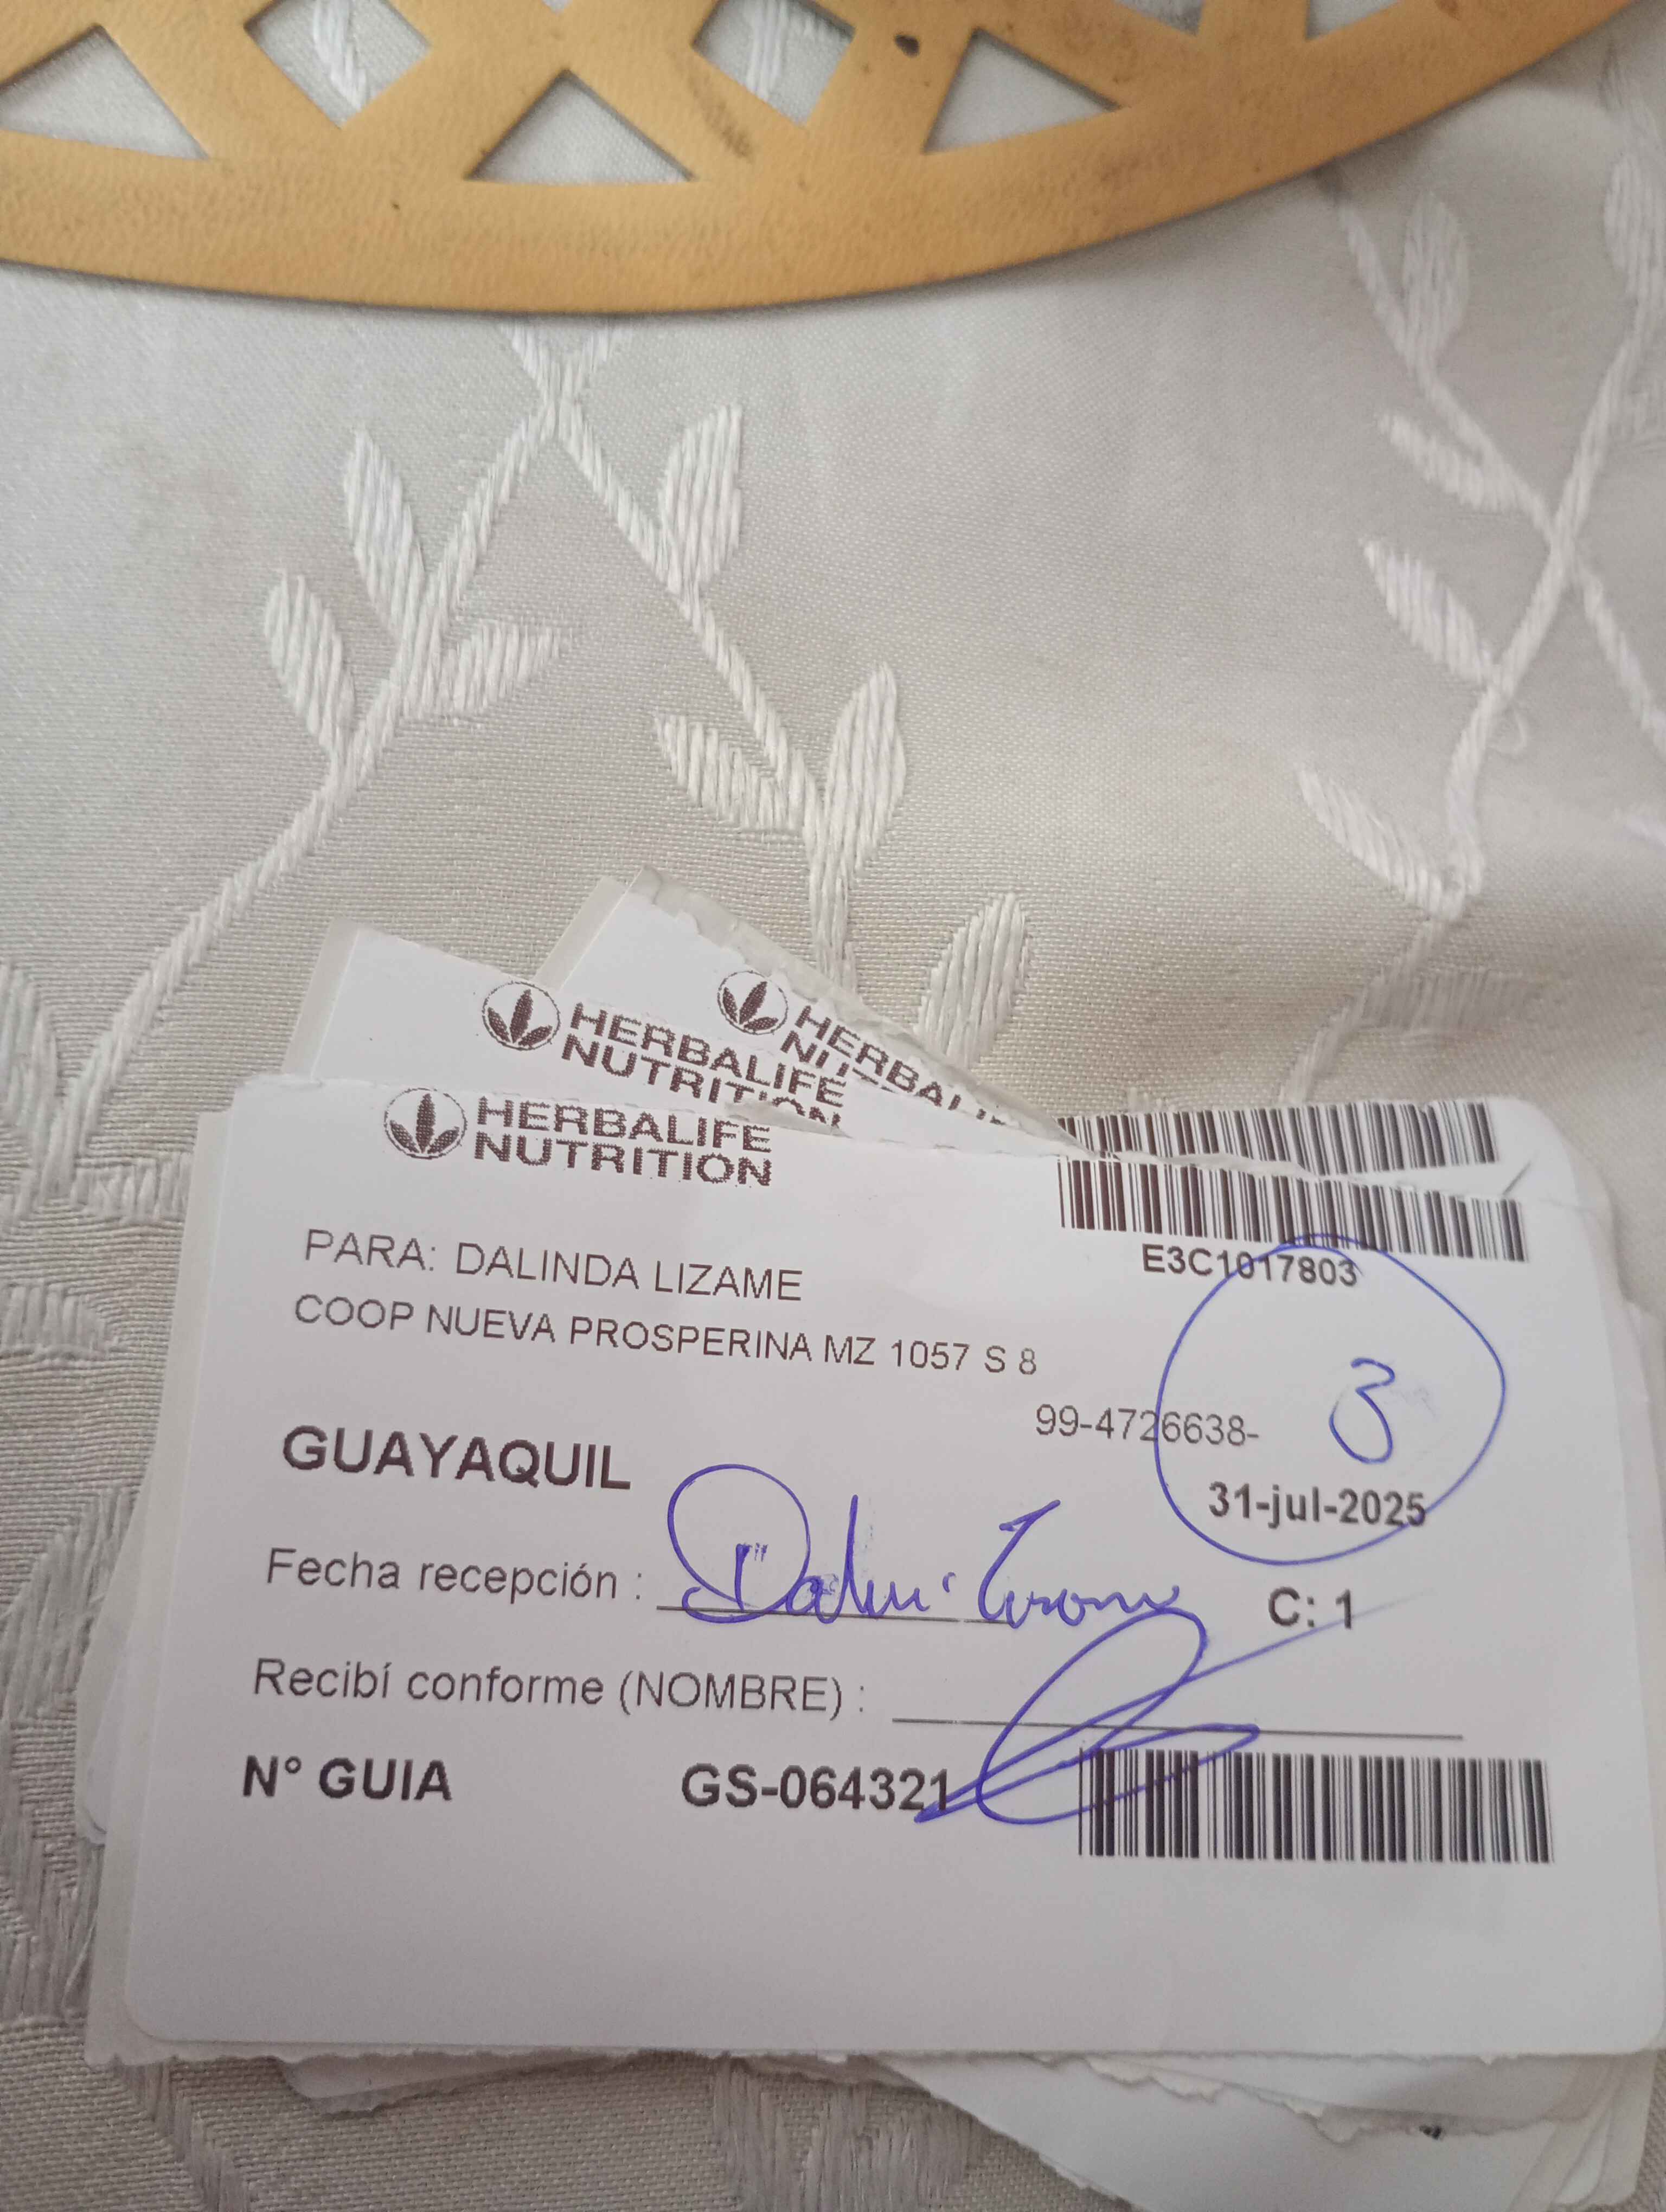 HERBALIFE
HERBALIFE
NUTRITION
HERBALIFE
NUTRITION
E3C1017803
PARA: DALINDA LIZAME
COOP NUEVA PROSPERINA MZ 1057 S 8
99-4726638-
3
GUAYAQUIL
31-jul-2025
Fecha recepción :
C: 1
Recibí conforme (NOMBRE) :
N° GUIA GS-064321